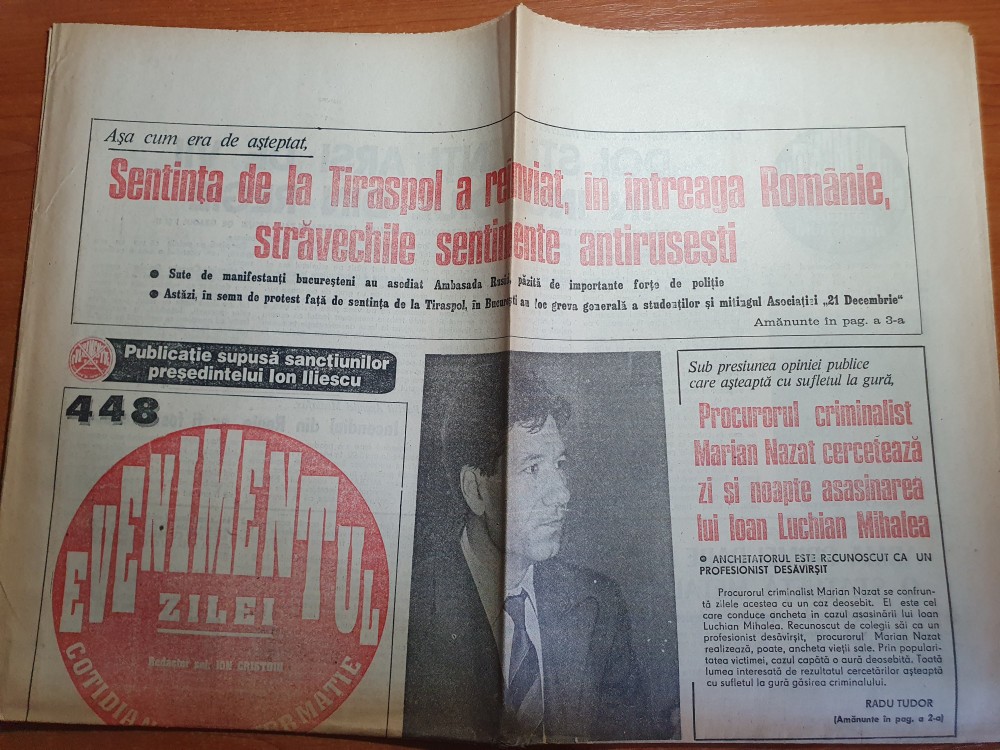 Așa cum era de așteptat,
Sentința de la Tiraspol a reînviat, în întreaga Românie,
străvechile sentimente antirusești
● Sute de manifestanți bucureșteni au asediat Ambasada Rusă, păzită de importante forțe de poliție
● Astăzi, în semn de protest față de sentința de la Tiraspol, în București au loc greva generală a studenților și mitingul Asociației „21 Decembrie“
Amănunte în pag. a 3-a
Publicație supusă sancțiunilor
președintelui Ion Iliescu
448
EVENIMENTUL
ZILEI
Redactor șef: ION CRISTOIU
COTIDIAN
Sub presiunea opiniei publice
care așteaptă cu sufletul la gură,
Procurorul criminalist
Marian Nazat cercetează
zi și noapte asasinarea
lui Ioan Luchian Mihalea
● ANCHETATORUL ESTE RECUNOSCUT CA UN
PROFESIONIST DESĂVÎRȘIT
Procurorul criminalist Marian Nazat se confrun-
tă zilele acestea cu un caz deosebit. El este cel
care conduce ancheta în cazul asasinării lui Ioan
Luchian Mihalea. Recunoscut de colegii săi ca un
profesionist desăvîrșit, procurorul Marian Nazat
realizează, poate, ancheta vieții sale. Prin populari-
tatea victimei, cazul capătă o aură deosebită. Toată
lumea interesată de rezultatul cercetărilor așteaptă
cu sufletul la gură găsirea criminalului.
RADU TUDOR
(Amănunte în pag. a 2-a)